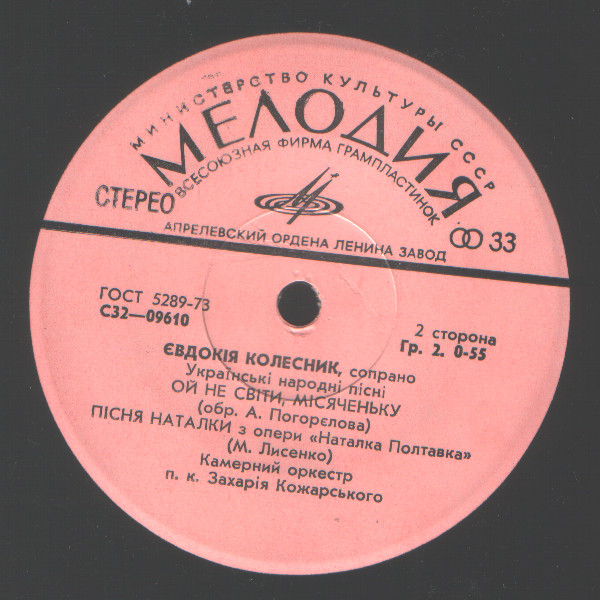 МИНИСТЕРСТВО КУЛЬТУРЫ СССР
МЕЛОДИЯ
ВСЕСОЮЗНАЯ ФИРМА ГРАМПЛАСТИНОК
СТЕРЕО
33
АПРЕЛЕВСКИЙ ОРДЕНА ЛЕНИНА ЗАВОД
ГОСТ 5289-73
С32—09610
2 сторона
Гр. 2. 0-55
ЄВДОКІЯ КОЛЕСНИК, сопрано
Українські народні пісні
ОЙ НЕ СВІТИ, МІСЯЧЕНЬКУ
(обр. А. Погорєлова)
ПІСНЯ НАТАЛКИ з опери «Наталка Полтавка»
(М. Лисенко)
Камерний оркестр
п. к. Захарія Кожарського